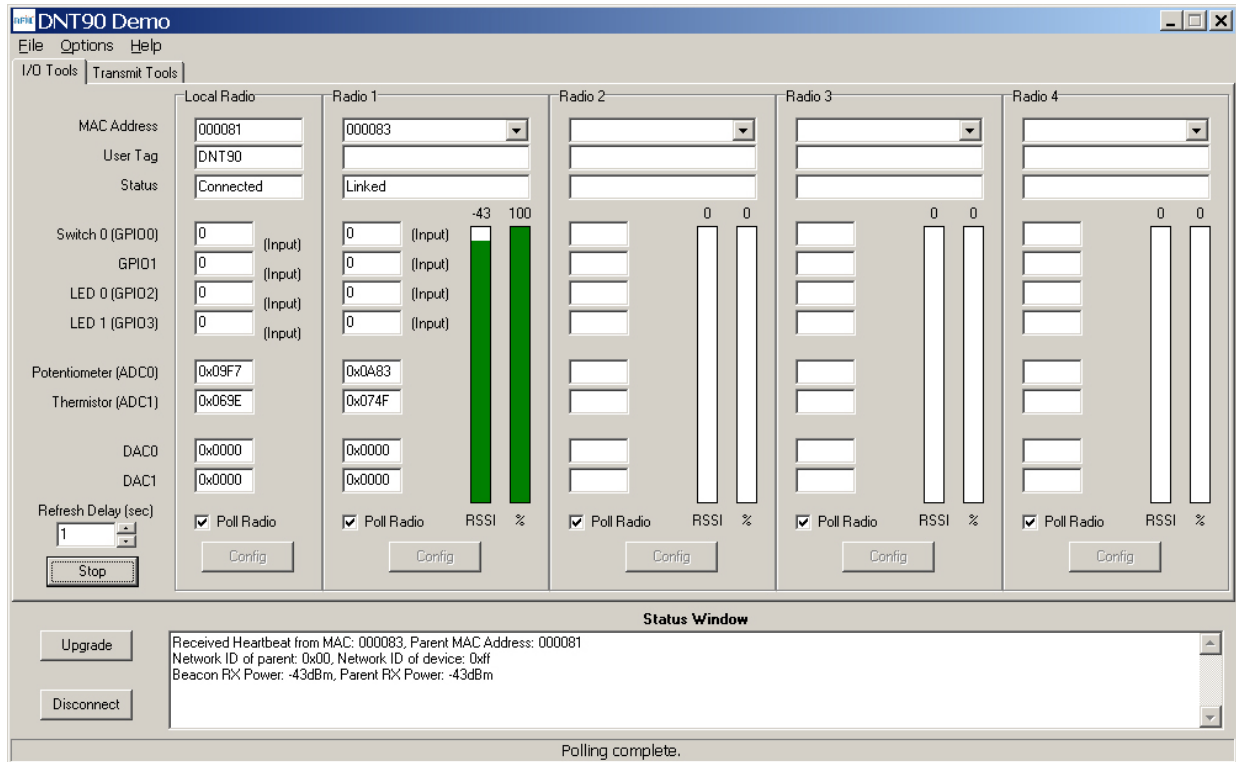 DNT90 Demo
File Options Help
I/O Tools Transmit Tools
Local Radio Radio 1 Radio 2 Radio 3 Radio 4
MAC Address 000081 000083
User Tag DNT90
Status Connected Linked
-43 100 0 0 0 0 0 0
Switch 0 (GPIO0) 0 (Input) 0 (Input)
GPIO1 0 (Input) 0 (Input)
LED 0 (GPIO2) 0 (Input) 0 (Input)
LED 1 (GPIO3) 0 (Input) 0 (Input)
Potentiometer (ADC0) 0x09F7 0x0A83
Thermistor (ADC1) 0x069E 0x074F
DAC0 0x0000 0x0000
DAC1 0x0000 0x0000
Refresh Delay (sec)
1 Poll Radio Poll Radio RSSI % Poll Radio RSSI % Poll Radio RSSI % Poll Radio RSSI %
Stop Config Config Config Config Config
Status Window
Upgrade
Disconnect
Received Heartbeat from MAC: 000083, Parent MAC Address: 000081
Network ID of parent: 0x00, Network ID of device: 0xff
Beacon RX Power: -43dBm, Parent RX Power: -43dBm
Polling complete.